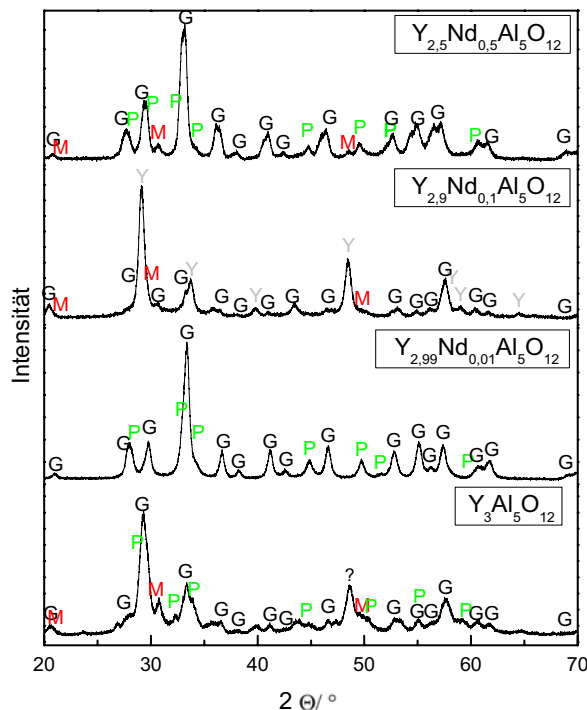 Y2,5Nd0,5Al5O12
G
G G G
P P P P
G M
M G G G G G
P M P P G G G P G G
Y2,9Nd0,1Al5O12
Y
Y Y
G M G Y Y
G M G G Y G G M G G G G Y G G
Y2,99Nd0,01Al5O12
G
P
G P G P G G G G P G P P G G G G P G G
Y3Al5O12
G
P ?
G M P G P G G G P G M P G G P G G P G G G
G M
Intensität
20 30 40 50 60 70
2 Θ/ °